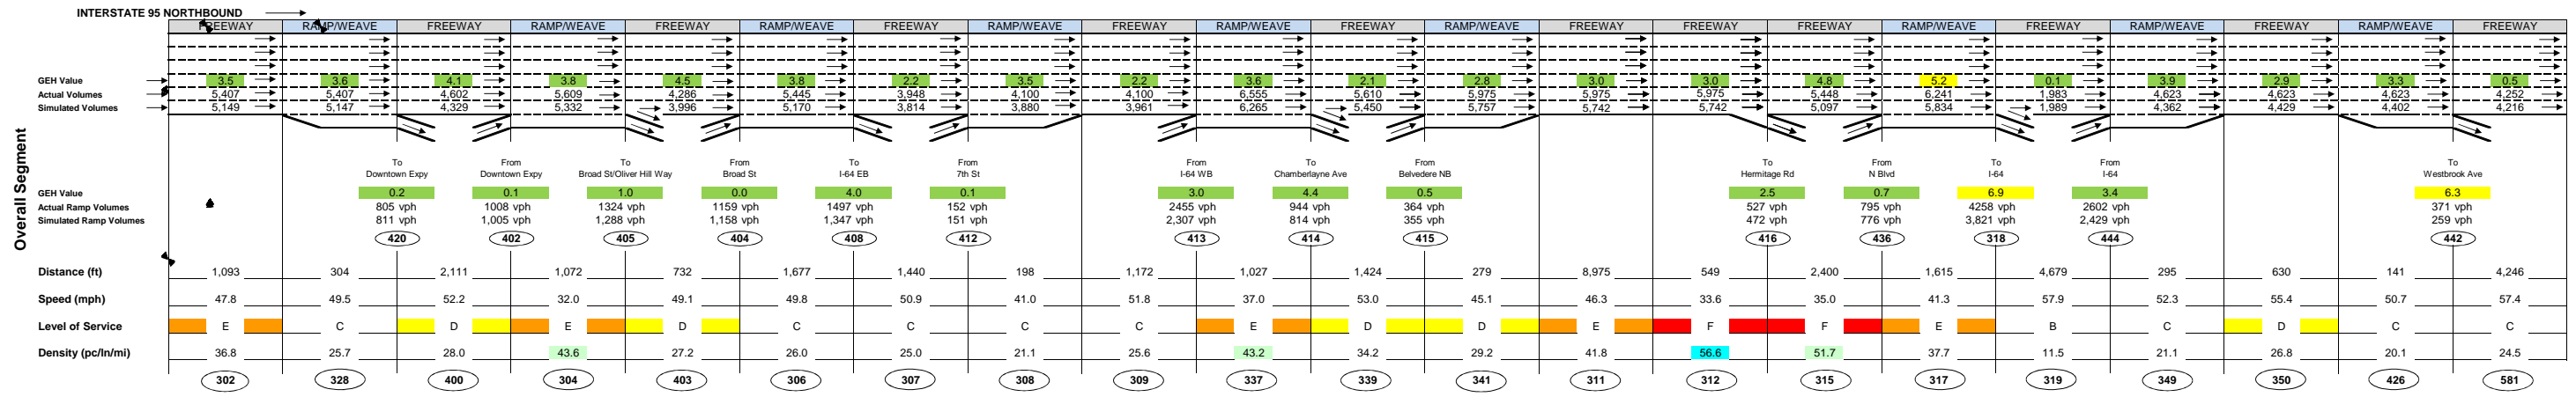 INTERSTATE 95 NORTHBOUND
FREEWAY RAMP/WEAVE FREEWAY RAMP/WEAVE FREEWAY RAMP/WEAVE FREEWAY RAMP/WEAVE FREEWAY RAMP/WEAVE FREEWAY RAMP/WEAVE FREEWAY FREEWAY FREEWAY RAMP/WEAVE FREEWAY RAMP/WEAVE FREEWAY RAMP/WEAVE FREEWAY
GEH Value 3.5 3.6 4.1 3.8 4.5 3.8 2.2 3.5 2.2 3.6 2.1 2.8 3.0 3.0 4.8 5.2 0.1 3.9 2.9 3.3 0.5
Actual Volumes 5,407 5,407 4,602 5,609 4,286 5,445 3,948 4,100 4,100 6,555 5,610 5,975 5,975 5,975 5,448 6,241 1,983 4,623 4,623 4,623 4,252
Simulated Volumes 5,149 5,147 4,329 5,332 3,996 5,170 3,814 3,880 3,961 6,265 5,450 5,757 5,742 5,742 5,097 5,834 1,989 4,362 4,429 4,402 4,216
Overall Segment
To From To From To From From To From To From To From To
Downtown Expy Downtown Expy Broad St/Oliver Hill Way Broad St I-64 EB 7th St I-64 WB Chamberlayne Ave Belvedere NB Hermitage Rd N Blvd I-64 I-64 Westbrook Ave
GEH Value 0.2 0.1 1.0 0.0 4.0 0.1 3.0 4.4 0.5 2.5 0.7 6.9 3.4 6.3
Actual Ramp Volumes 805 vph 1008 vph 1324 vph 1159 vph 1497 vph 152 vph 2455 vph 944 vph 364 vph 527 vph 795 vph 4258 vph 2602 vph 371 vph
Simulated Ramp Volumes 811 vph 1,005 vph 1,288 vph 1,158 vph 1,347 vph 151 vph 2,307 vph 814 vph 355 vph 472 vph 776 vph 3,821 vph 2,429 vph 259 vph
420 402 405 404 408 412 413 414 415 416 436 318 444 442
Distance (ft) 1,093 304 2,111 1,072 732 1,677 1,440 198 1,172 1,027 1,424 279 8,975 549 2,400 1,615 4,679 295 630 141 4,246
Speed (mph) 47.8 49.5 52.2 32.0 49.1 49.8 50.9 41.0 51.8 37.0 53.0 45.1 46.3 33.6 35.0 41.3 57.9 52.3 55.4 50.7 57.4
Level of Service E C D E D C C C C E D D E F F E B C D C C
Density (pc/ln/mi) 36.8 25.7 28.0 43.6 27.2 26.0 25.0 21.1 25.6 43.2 34.2 29.2 41.8 56.6 51.7 37.7 11.5 21.1 26.8 20.1 24.5
302 328 400 304 403 306 307 308 309 337 339 341 311 312 315 317 319 349 350 426 581